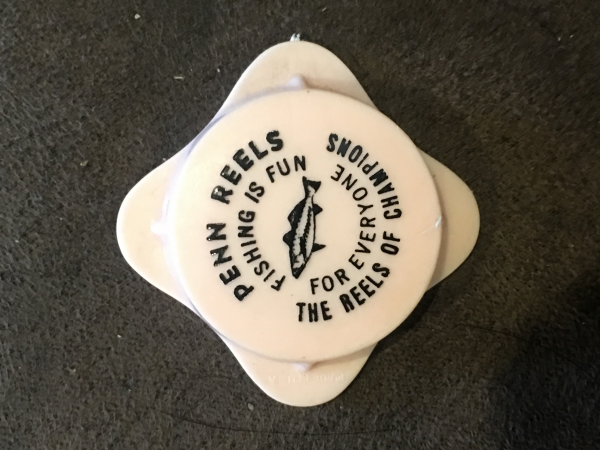 PENN REELS
FISHING IS FUN
FOR EVERYONE
THE REELS OF CHAMPIONS